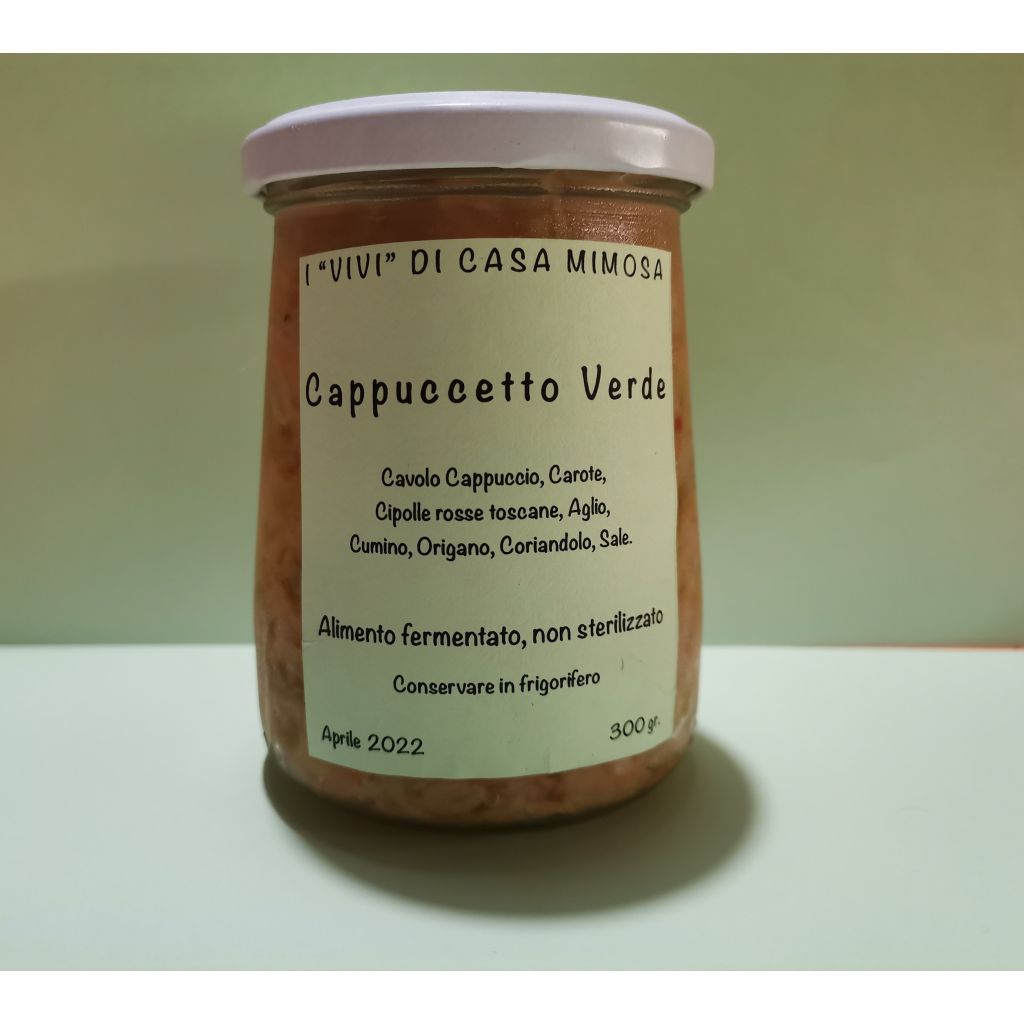 I “VIVI” DI CASA MIMOSA
Cappuccetto Verde
Cavolo Cappuccio, Carote,
Cipolle rosse toscane, Aglio,
Cumino, Origano, Coriandolo, Sale.
Alimento fermentato, non sterilizzato
Conservare in frigorifero
Aprile 2022
300 gr.